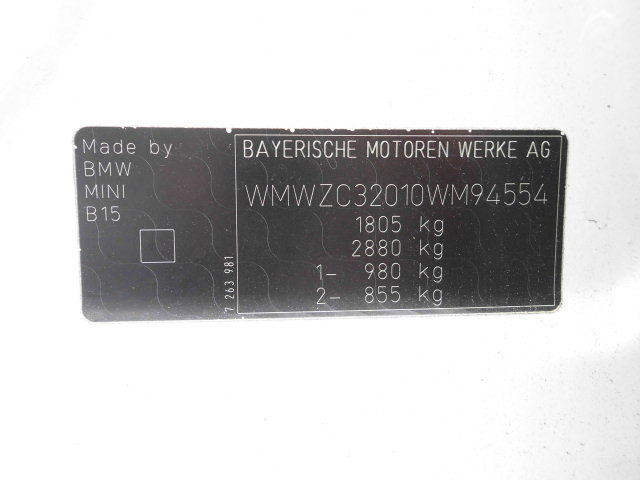 Made by
BMW
MINI
B15
7 263 981
BAYERISCHE MOTOREN WERKE AG
WMWZC32010WM94554
1805 kg
2880 kg
1- 980 kg
2- 855 kg